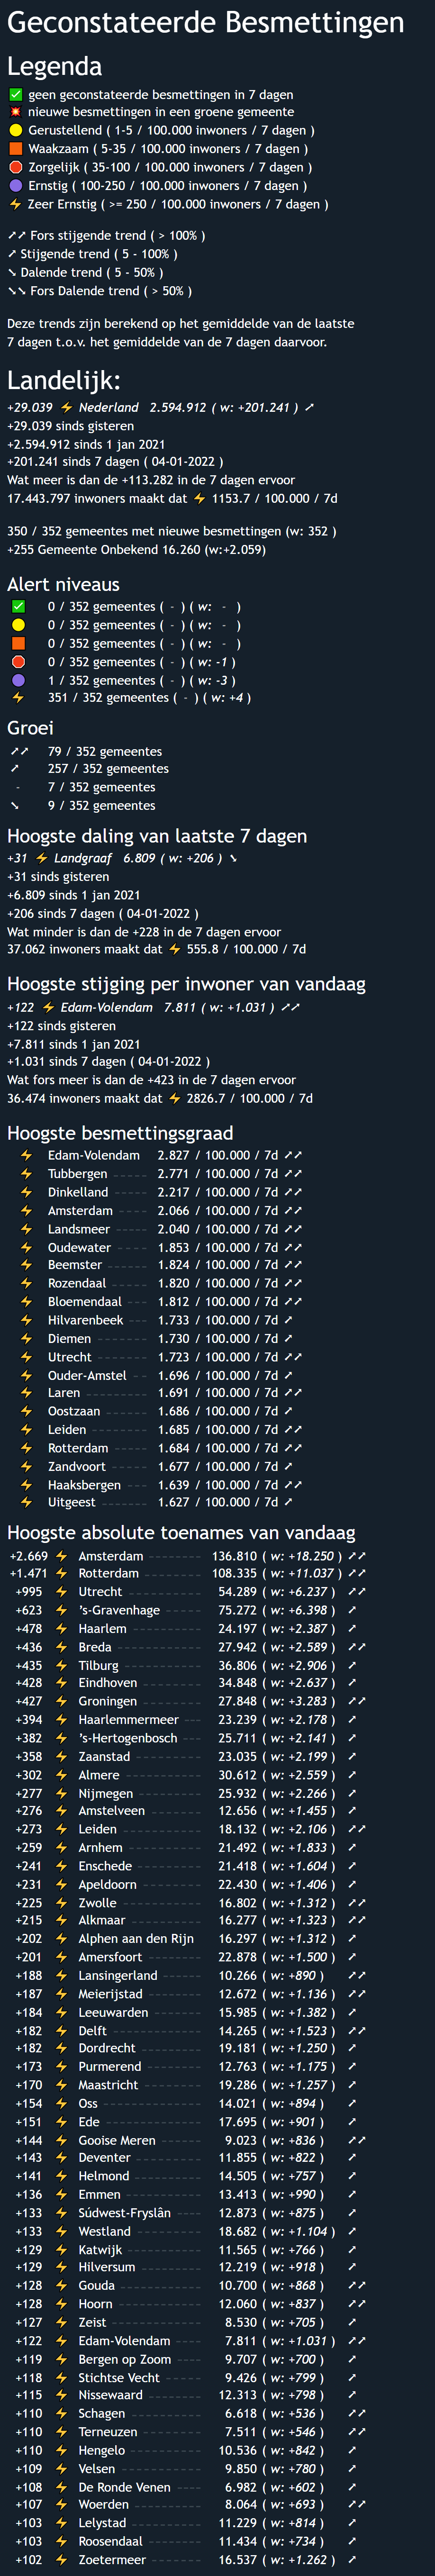 Geconstateerde Besmettingen
Legenda
✅ geen geconstateerde besmettingen in 7 dagen
💥 nieuwe besmettingen in een groene gemeente
🟡 Gerustellend ( 1-5 / 100.000 inwoners / 7 dagen )
🟧 Waakzaam ( 5-35 / 100.000 inwoners / 7 dagen )
🛑 Zorgelijk ( 35-100 / 100.000 inwoners / 7 dagen )
🟣 Ernstig ( 100-250 / 100.000 inwoners / 7 dagen )
⚡ Zeer Ernstig ( >= 250 / 100.000 inwoners / 7 dagen )
➚➚ Fors stijgende trend ( > 100% )
➚ Stijgende trend ( 5 - 100% )
➘ Dalende trend ( 5 - 50% )
➘➘ Fors Dalende trend ( > 50% )
Deze trends zijn berekend op het gemiddelde van de laatste
7 dagen t.o.v. het gemiddelde van de 7 dagen daarvoor.
Landelijk:
+29.039 ⚡ Nederland 2.594.912 ( w: +201.241 ) ➚
+29.039 sinds gisteren
+2.594.912 sinds 1 jan 2021
+201.241 sinds 7 dagen ( 04-01-2022 )
Wat meer is dan de +113.282 in de 7 dagen ervoor
17.443.797 inwoners maakt dat ⚡ 1153.7 / 100.000 / 7d
350 / 352 gemeentes met nieuwe besmettingen (w: 352 )
+255 Gemeente Onbekend 16.260 (w:+2.059)
Alert niveaus
✅ 0 / 352 gemeentes ( - ) ( w: - )
🟡 0 / 352 gemeentes ( - ) ( w: - )
🟧 0 / 352 gemeentes ( - ) ( w: - )
🛑 0 / 352 gemeentes ( - ) ( w: -1 )
🟣 1 / 352 gemeentes ( - ) ( w: -3 )
⚡ 351 / 352 gemeentes ( - ) ( w: +4 )
Groei
➚➚ 79 / 352 gemeentes
➚ 257 / 352 gemeentes
- 7 / 352 gemeentes
➘ 9 / 352 gemeentes
Hoogste daling van laatste 7 dagen
+31 ⚡ Landgraaf 6.809 ( w: +206 ) ➘
+31 sinds gisteren
+6.809 sinds 1 jan 2021
+206 sinds 7 dagen ( 04-01-2022 )
Wat minder is dan de +228 in de 7 dagen ervoor
37.062 inwoners maakt dat ⚡ 555.8 / 100.000 / 7d
Hoogste stijging per inwoner van vandaag
+122 ⚡ Edam-Volendam 7.811 ( w: +1.031 ) ➚➚
+122 sinds gisteren
+7.811 sinds 1 jan 2021
+1.031 sinds 7 dagen ( 04-01-2022 )
Wat fors meer is dan de +423 in de 7 dagen ervoor
36.474 inwoners maakt dat ⚡ 2826.7 / 100.000 / 7d
Hoogste besmettingsgraad
⚡ Edam-Volendam 2.827 / 100.000 / 7d ➚➚
⚡ Tubbergen 2.771 / 100.000 / 7d ➚➚
⚡ Dinkelland 2.217 / 100.000 / 7d ➚➚
⚡ Amsterdam 2.066 / 100.000 / 7d ➚➚
⚡ Landsmeer 2.040 / 100.000 / 7d ➚➚
⚡ Oudewater 1.853 / 100.000 / 7d ➚➚
⚡ Beemster 1.824 / 100.000 / 7d ➚➚
⚡ Rozendaal 1.820 / 100.000 / 7d ➚➚
⚡ Bloemendaal 1.812 / 100.000 / 7d ➚➚
⚡ Hilvarenbeek 1.733 / 100.000 / 7d ➚
⚡ Diemen 1.730 / 100.000 / 7d ➚
⚡ Utrecht 1.723 / 100.000 / 7d ➚➚
⚡ Ouder-Amstel 1.696 / 100.000 / 7d ➚
⚡ Laren 1.691 / 100.000 / 7d ➚➚
⚡ Oostzaan 1.686 / 100.000 / 7d ➚
⚡ Leiden 1.685 / 100.000 / 7d ➚➚
⚡ Rotterdam 1.684 / 100.000 / 7d ➚➚
⚡ Zandvoort 1.677 / 100.000 / 7d ➚
⚡ Haaksbergen 1.639 / 100.000 / 7d ➚➚
⚡ Uitgeest 1.627 / 100.000 / 7d ➚
Hoogste absolute toenames van vandaag
+2.669 ⚡ Amsterdam 136.810 ( w: +18.250 ) ➚➚
+1.471 ⚡ Rotterdam 108.335 ( w: +11.037 ) ➚➚
+995 ⚡ Utrecht 54.289 ( w: +6.237 ) ➚➚
+623 ⚡ 's-Gravenhage 75.272 ( w: +6.398 ) ➚
+478 ⚡ Haarlem 24.197 ( w: +2.387 ) ➚
+436 ⚡ Breda 27.942 ( w: +2.589 ) ➚➚
+435 ⚡ Tilburg 36.806 ( w: +2.906 ) ➚
+428 ⚡ Eindhoven 34.848 ( w: +2.637 ) ➚
+427 ⚡ Groningen 27.848 ( w: +3.283 ) ➚➚
+394 ⚡ Haarlemmermeer 23.239 ( w: +2.178 ) ➚
+382 ⚡ 's-Hertogenbosch 25.711 ( w: +2.141 ) ➚
+358 ⚡ Zaanstad 23.035 ( w: +2.199 ) ➚
+302 ⚡ Almere 30.612 ( w: +2.559 ) ➚
+277 ⚡ Nijmegen 25.932 ( w: +2.266 ) ➚
+276 ⚡ Amstelveen 12.656 ( w: +1.455 ) ➚
+273 ⚡ Leiden 18.132 ( w: +2.106 ) ➚➚
+259 ⚡ Arnhem 21.492 ( w: +1.833 ) ➚
+241 ⚡ Enschede 21.418 ( w: +1.604 ) ➚
+231 ⚡ Apeldoorn 22.430 ( w: +1.406 ) ➚
+225 ⚡ Zwolle 16.802 ( w: +1.312 ) ➚➚
+215 ⚡ Alkmaar 16.277 ( w: +1.323 ) ➚➚
+202 ⚡ Alphen aan den Rijn 16.297 ( w: +1.312 ) ➚
+201 ⚡ Amersfoort 22.878 ( w: +1.500 ) ➚
+188 ⚡ Lansingerland 10.266 ( w: +890 ) ➚➚
+187 ⚡ Meierijstad 12.672 ( w: +1.136 ) ➚➚
+184 ⚡ Leeuwarden 15.985 ( w: +1.382 ) ➚
+182 ⚡ Delft 14.265 ( w: +1.523 ) ➚➚
+182 ⚡ Dordrecht 19.181 ( w: +1.250 ) ➚
+173 ⚡ Purmerend 12.763 ( w: +1.175 ) ➚
+170 ⚡ Maastricht 19.286 ( w: +1.257 ) ➚
+154 ⚡ Oss 14.021 ( w: +894 ) ➚
+151 ⚡ Ede 17.695 ( w: +901 ) ➚
+144 ⚡ Gooise Meren 9.023 ( w: +836 ) ➚➚
+143 ⚡ Deventer 11.855 ( w: +822 ) ➚
+141 ⚡ Helmond 14.505 ( w: +757 ) ➚
+136 ⚡ Emmen 13.413 ( w: +990 ) ➚
+133 ⚡ Súdwest-Fryslân 12.873 ( w: +875 ) ➚
+133 ⚡ Westland 18.682 ( w: +1.104 ) ➚
+129 ⚡ Katwijk 11.565 ( w: +766 ) ➚
+129 ⚡ Hilversum 12.219 ( w: +918 ) ➚
+128 ⚡ Gouda 10.700 ( w: +868 ) ➚➚
+128 ⚡ Hoorn 12.060 ( w: +837 ) ➚➚
+127 ⚡ Zeist 8.530 ( w: +705 ) ➚
+122 ⚡ Edam-Volendam 7.811 ( w: +1.031 ) ➚➚
+119 ⚡ Bergen op Zoom 9.707 ( w: +700 ) ➚
+118 ⚡ Stichtse Vecht 9.426 ( w: +799 ) ➚
+115 ⚡ Nissewaard 12.313 ( w: +798 ) ➚
+110 ⚡ Schagen 6.618 ( w: +536 ) ➚➚
+110 ⚡ Terneuzen 7.511 ( w: +546 ) ➚➚
+110 ⚡ Hengelo 10.536 ( w: +842 ) ➚
+109 ⚡ Velsen 9.850 ( w: +780 ) ➚
+108 ⚡ De Ronde Venen 6.982 ( w: +602 ) ➚
+107 ⚡ Woerden 8.064 ( w: +693 ) ➚➚
+103 ⚡ Lelystad 11.229 ( w: +814 ) ➚
+103 ⚡ Roosendaal 11.434 ( w: +734 ) ➚
+102 ⚡ Zoetermeer 16.537 ( w: +1.262 ) ➚